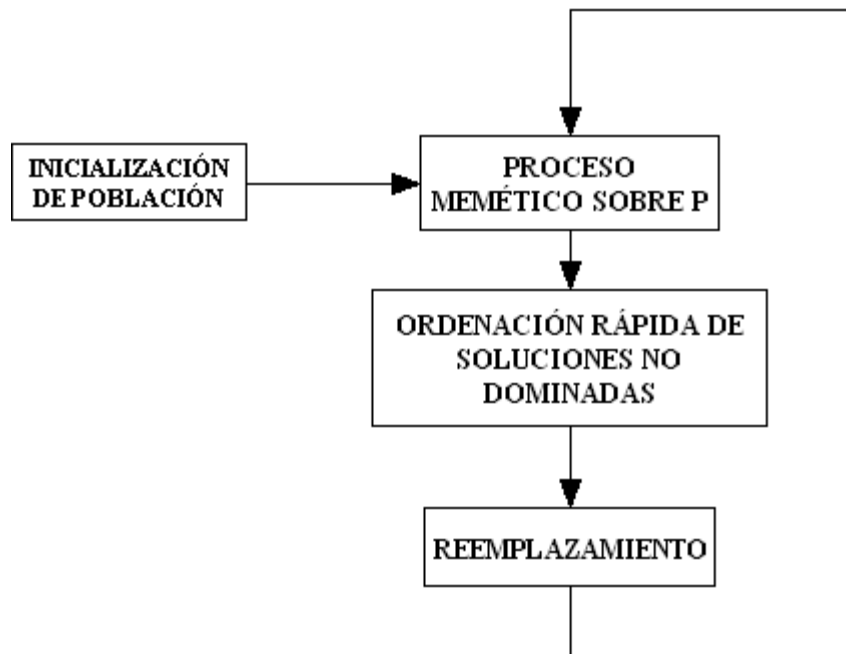 INICIALIZACIÓN
DE POBLACIÓN
PROCESO
MEMÉTICO SOBRE P
ORDENACIÓN RÁPIDA DE
SOLUCIONES NO
DOMINADAS
REEMPLAZAMIENTO